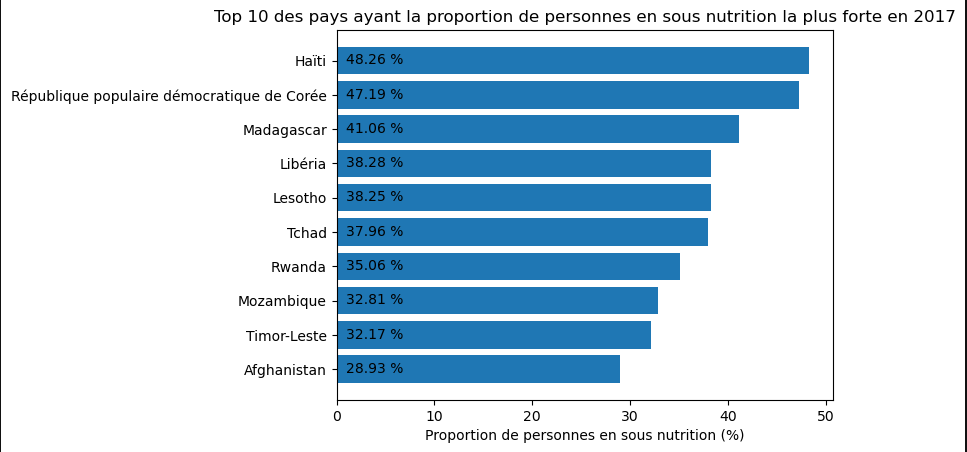 Top 10 des pays ayant la proportion de personnes en sous nutrition la plus forte en 2017
Haïti 48.26 %
République populaire démocratique de Corée 47.19 %
Madagascar 41.06 %
Libéria 38.28 %
Lesotho 38.25 %
Tchad 37.96 %
Rwanda 35.06 %
Mozambique 32.81 %
Timor-Leste 32.17 %
Afghanistan 28.93 %
0 10 20 30 40 50
Proportion de personnes en sous nutrition (%)